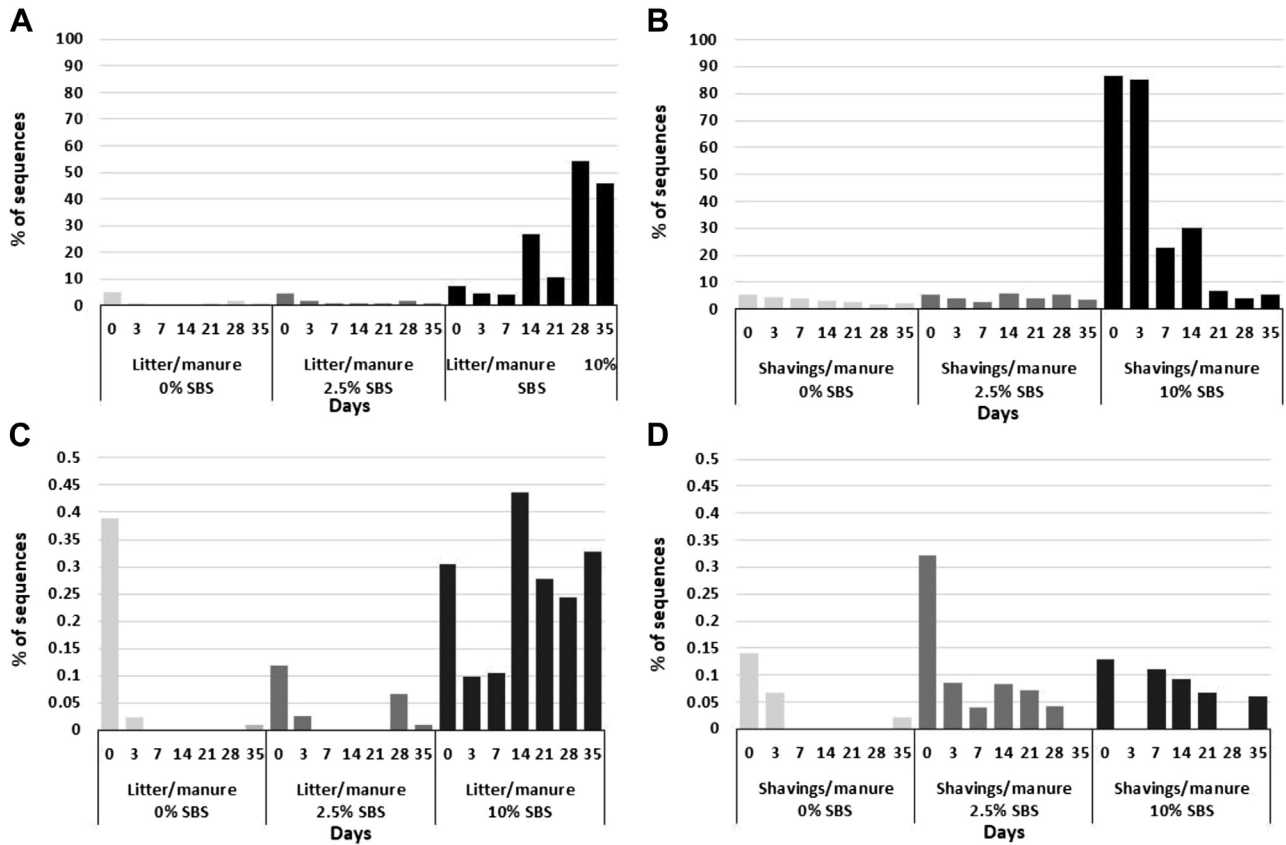 A
100
90
80
70
60
50
40
30
20
10
0
% of sequences
0 3 7 14 21 28 35 0 3 7 14 21 28 35 0 3 7 14 21 28 35
Litter/manure Litter/manure Litter/manure 10%
0% SBS 2.5% SBS SBS
Days
B
100
90
80
70
60
50
40
30
20
10
0
% of sequences
0 3 7 14 21 28 35 0 3 7 14 21 28 35 0 3 7 14 21 28 35
Shavings/manure Shavings/manure Shavings/manure
0% SBS 2.5% SBS 10% SBS
Days
C
0.5
0.45
0.4
0.35
0.3
0.25
0.2
0.15
0.1
0.05
0
% of sequences
0 3 7 14 21 28 35 0 3 7 14 21 28 35 0 3 7 14 21 28 35
Litter/manure Litter/manure Litter/manure
0% SBS 2.5% SBS 10% SBS
Days
D
0.5
0.45
0.4
0.35
0.3
0.25
0.2
0.15
0.1
0.05
0
% of sequences
0 3 7 14 21 28 35 0 3 7 14 21 28 35 0 3 7 14 21 28 35
Shavings/manure Shavings/manure Shavings/manure
0% SBS 2.5% SBS 10% SBS
Days